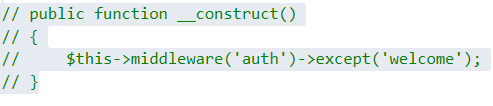 // public function __construct()
// {
//     $this->middleware('auth')->except('welcome');
// }